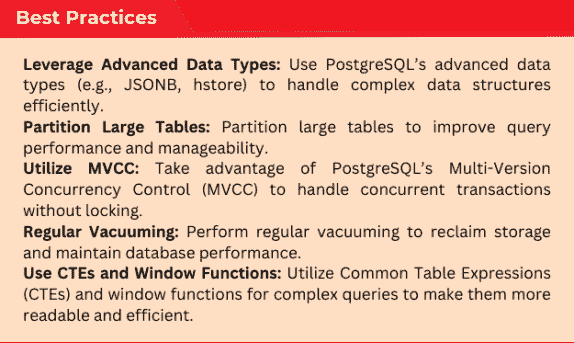 Best Practices
Leverage Advanced Data Types: Use PostgreSQL's advanced data
types (e.g., JSONB, hstore) to handle complex data structures
efficiently.
Partition Large Tables: Partition large tables to improve query
performance and manageability.
Utilize MVCC: Take advantage of PostgreSQL's Multi-Version
Concurrency Control (MVCC) to handle concurrent transactions
without locking.
Regular Vacuuming: Perform regular vacuuming to reclaim storage
and maintain database performance.
Use CTEs and Window Functions: Utilize Common Table Expressions
(CTEs) and window functions for complex queries to make them more
readable and efficient.